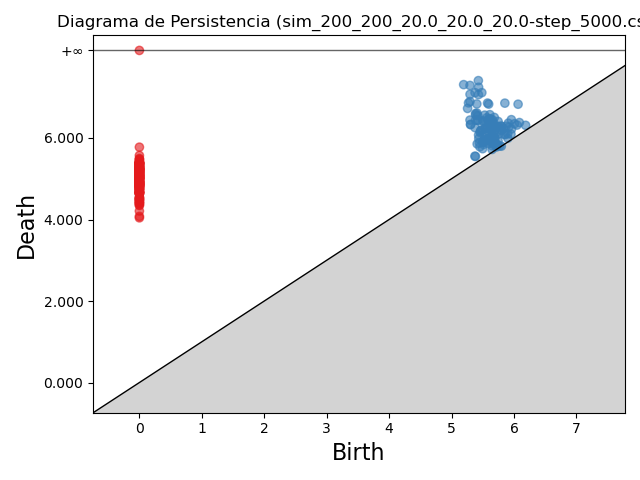 Diagrama de Persistencia (sim_200_200_20.0_20.0_20.0-step_5000.cs
+∞
6.000
4.000
2.000
0.000
Death
0 1 2 3 4 5 6 7
Birth